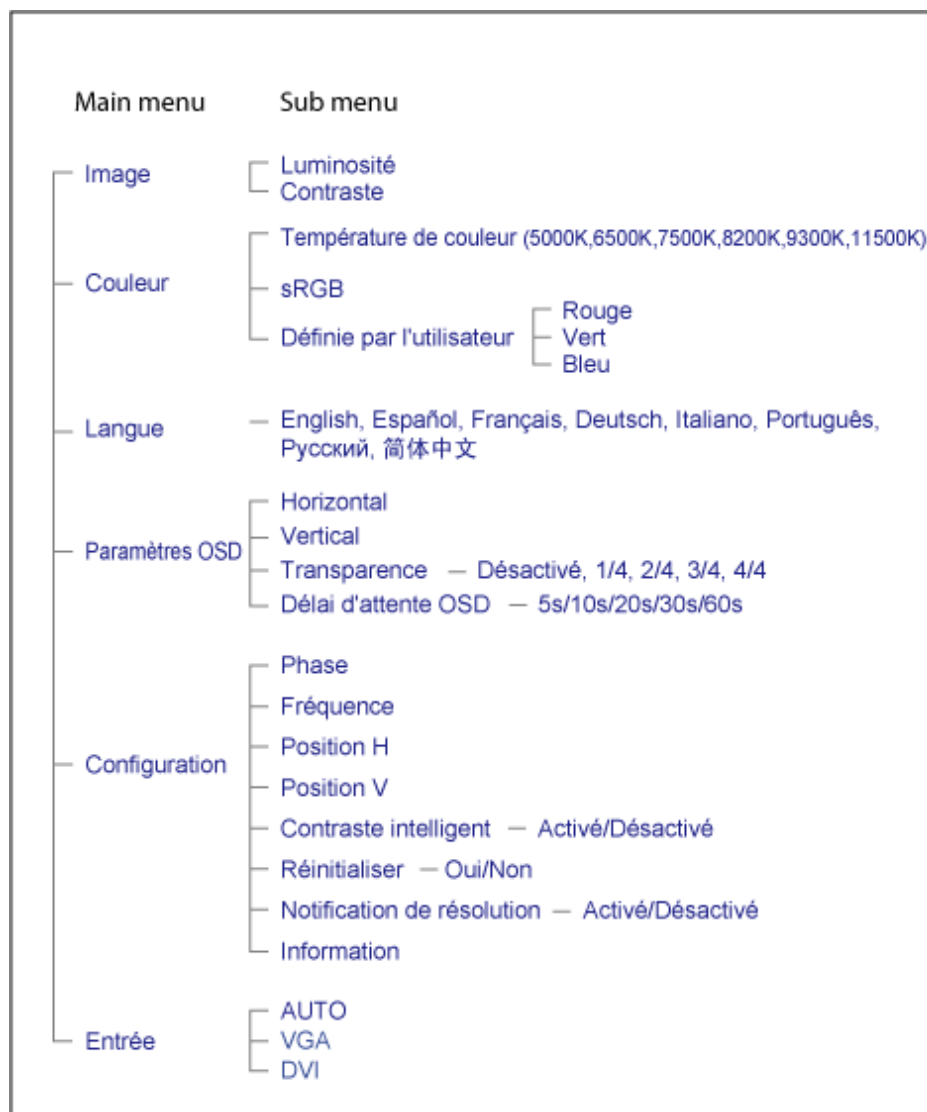 Main menu Sub menu
Image Luminosité
Contraste
Couleur Température de couleur (5000K,6500K,7500K,8200K,9300K,11500K)
sRGB
Définie par l'utilisateur Rouge
Vert
Bleu
Langue English, Español, Français, Deutsch, Italiano, Português,
Русский, 简体中文
Paramètres OSD Horizontal
Vertical
Transparence — Désactivé, 1/4, 2/4, 3/4, 4/4
Délai d'attente OSD — 5s/10s/20s/30s/60s
Configuration Phase
Fréquence
Position H
Position V
Contraste intelligent — Activé/Désactivé
Réinitialiser — Oui/Non
Notification de résolution — Activé/Désactivé
Information
Entrée AUTO
VGA
DVI